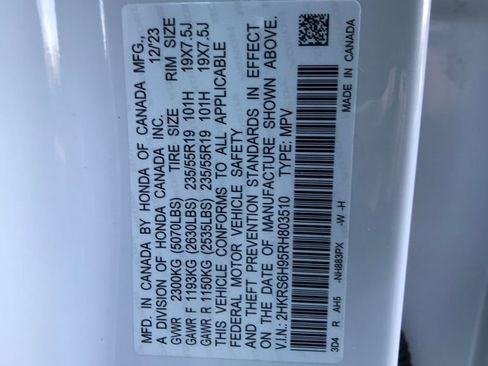 MFD. IN CANADA BY HONDA OF CANADA MFG.,
A DIVISION OF HONDA CANADA INC. 12/23
GVWR 2300KG (5070LBS) TIRE SIZE RIM SIZE
GAWR F 1193KG (2630LBS) 235/55R19 101H 19X7.5J
GAWR R 1150KG (2535LBS) 235/55R19 101H 19X7.5J
THIS VEHICLE CONFORMS TO ALL APPLICABLE
FEDERAL MOTOR VEHICLE SAFETY
AND THEFT PREVENTION STANDARDS IN EFFECT
ON THE DATE OF MANUFACTURE SHOWN ABOVE.
V.I.N.: 2HKRS6H95RH803510 TYPE: MPV
3D4 R AH5 -NH883PX -W -H MADE IN CANADA